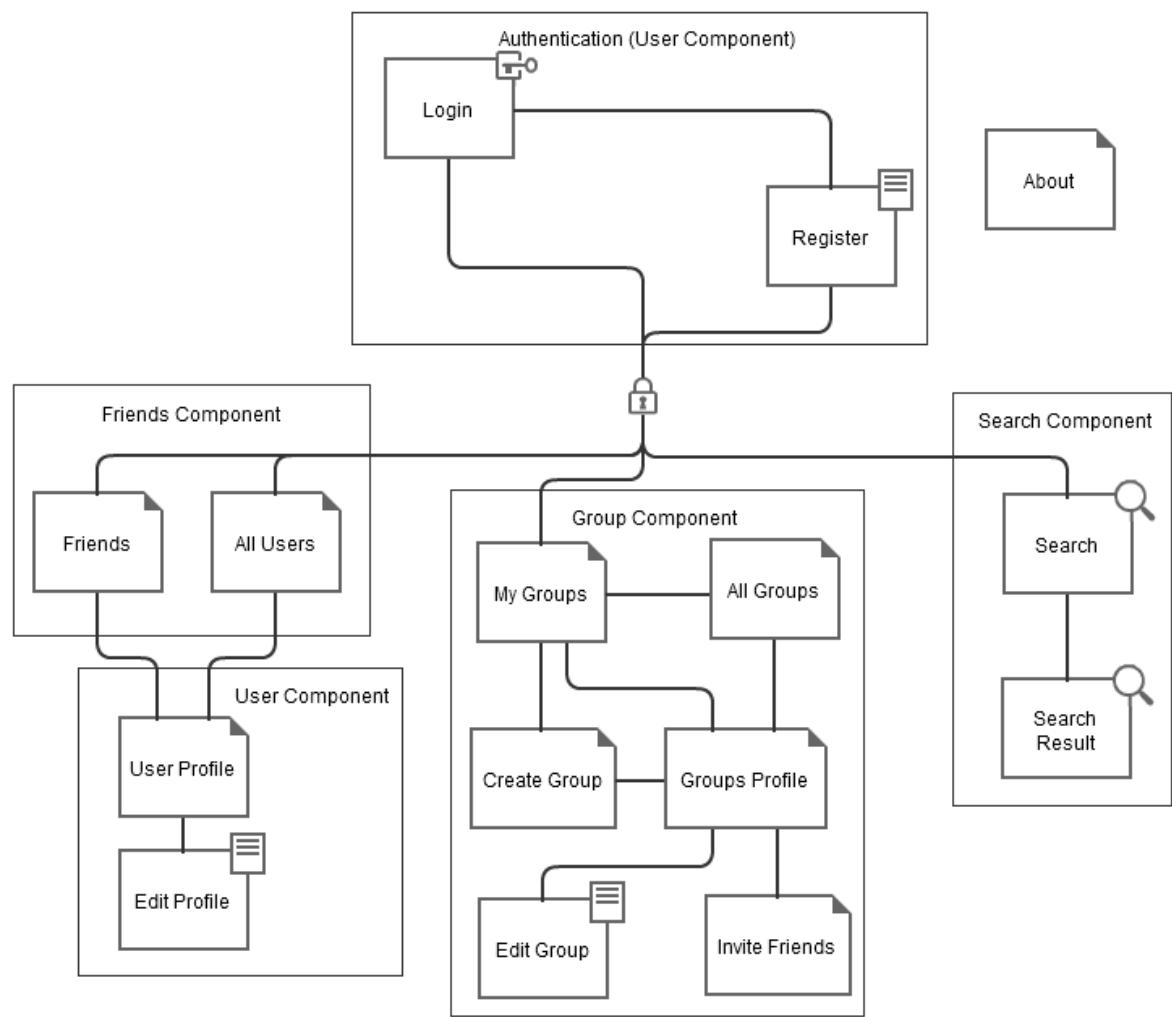 Authentication (User Component)
Login
About
Register
Friends Component
Search Component
Friends
All Users
Group Component
Search
My Groups
All Groups
User Component
Search
Result
User Profile
Create Group
Groups Profile
Edit Profile
Edit Group
Invite Friends